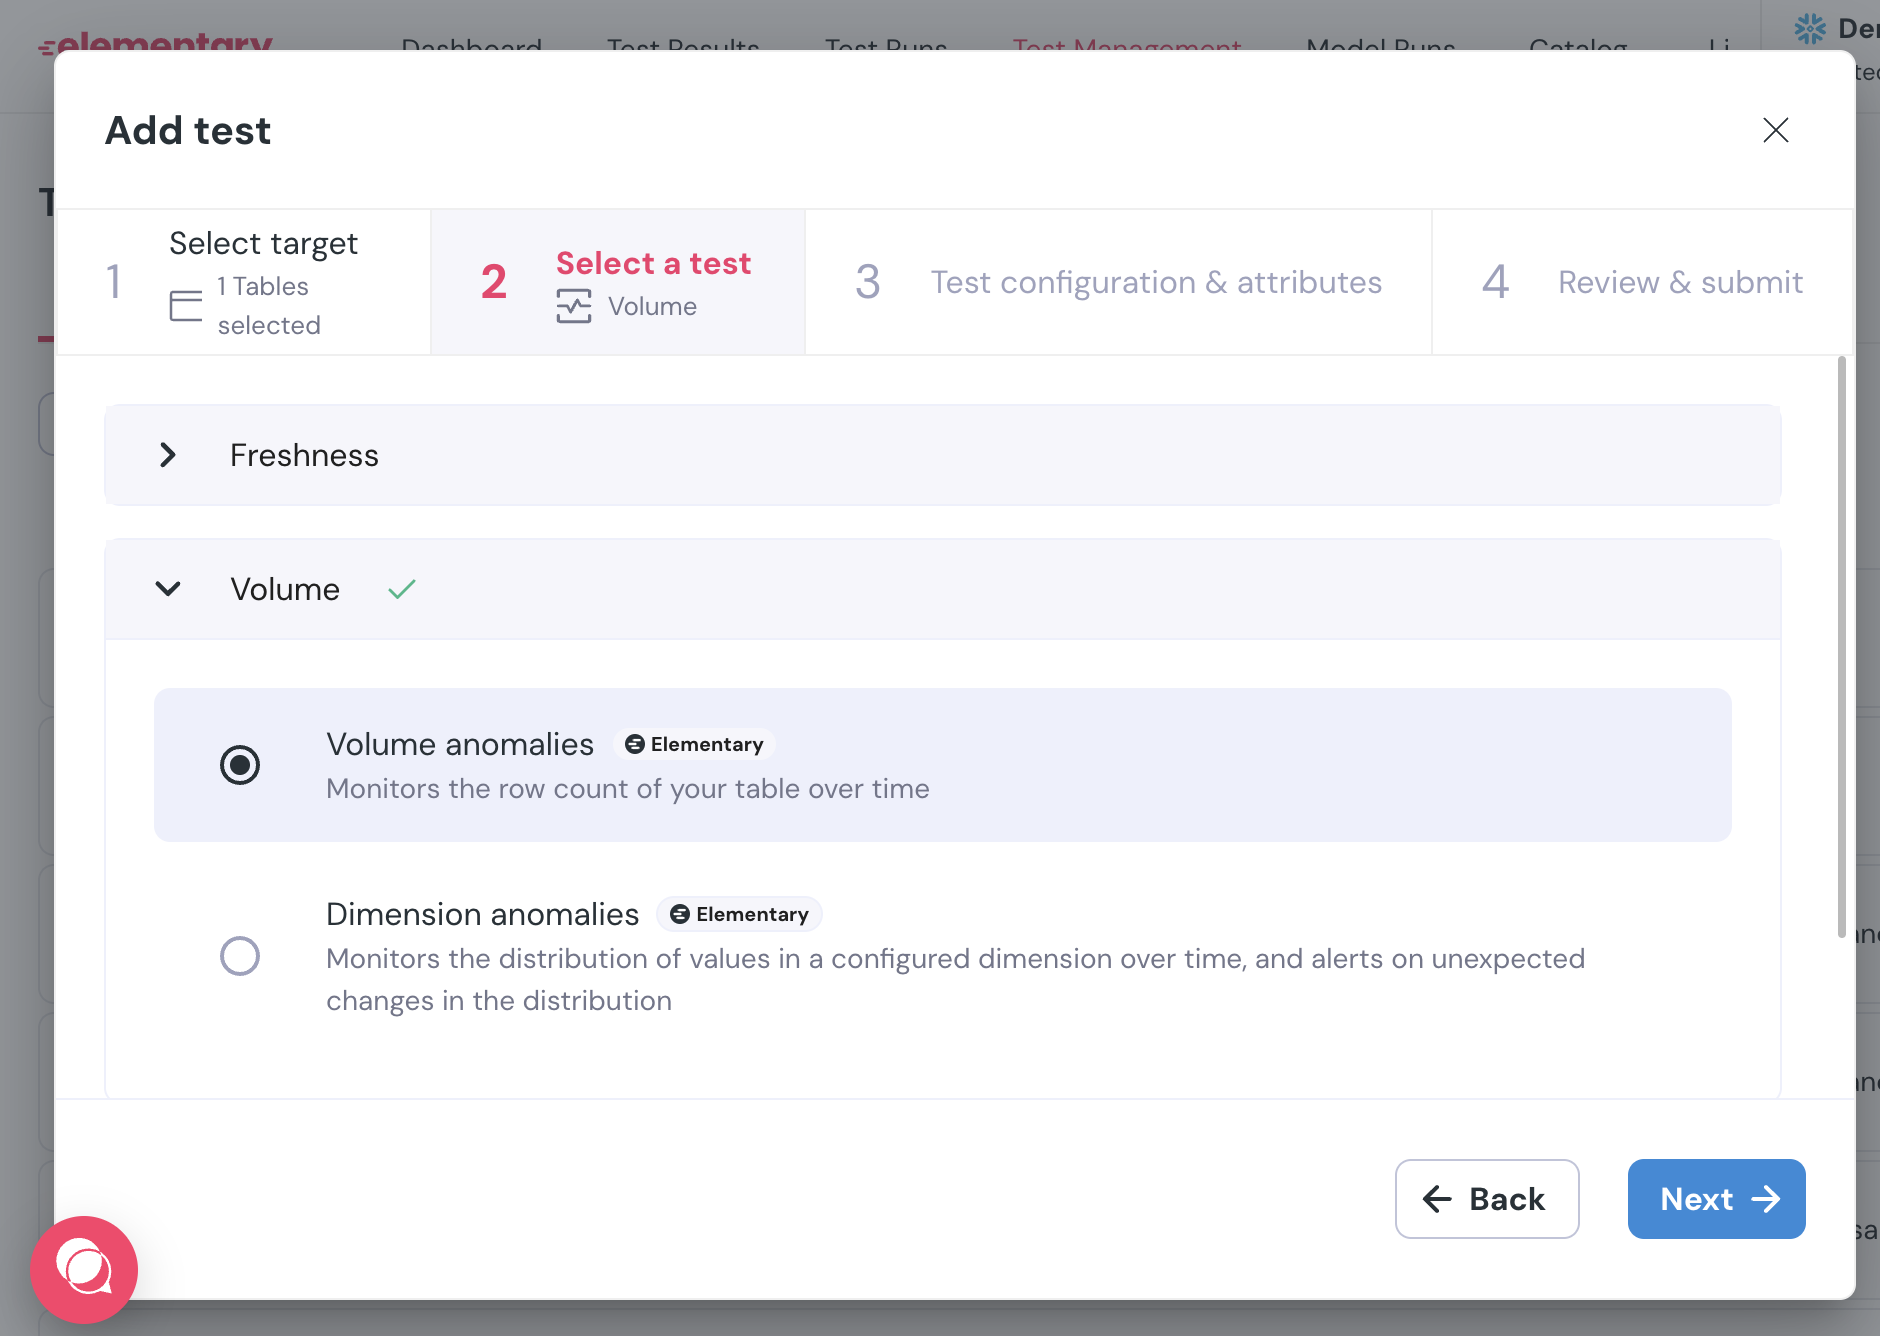 elementary
Dashboard Test Results Test Runs Test Management Model Runs Catalog
Add test
1 Select target
1 Tables
selected
2 Select a test
Volume
3 Test configuration & attributes
4 Review & submit
Freshness
Volume
Volume anomalies Elementary
Monitors the row count of your table over time
Dimension anomalies Elementary
Monitors the distribution of values in a configured dimension over time, and alerts on unexpected
changes in the distribution
Back Next